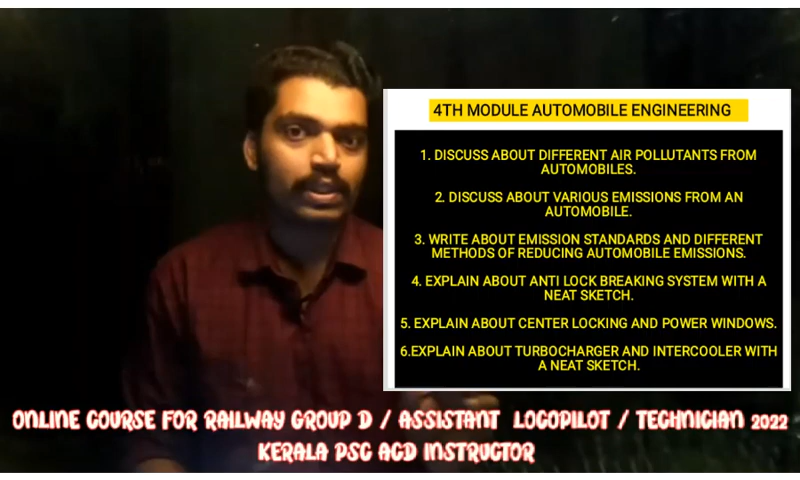 4TH MODULE AUTOMOBILE ENGINEERING
1. DISCUSS ABOUT DIFFERENT AIR POLLUTANTS FROM
AUTOMOBILES.
2. DISCUSS ABOUT VARIOUS EMISSIONS FROM AN
AUTOMOBILE.
3. WRITE ABOUT EMISSION STANDARDS AND DIFFERENT
METHODS OF REDUCING AUTOMOBILE EMISSIONS.
4. EXPLAIN ABOUT ANTI LOCK BREAKING SYSTEM WITH A
NEAT SKETCH.
5. EXPLAIN ABOUT CENTER LOCKING AND POWER WINDOWS.
6.EXPLAIN ABOUT TURBOCHARGER AND INTERCOOLER WITH
A NEAT SKETCH.
ONLINE COURSE FOR RAILWAY GROUP D / ASSISTANT LOCOPILOT / TECHNICIAN 2022
KERALA PSC ACD INSTRUCTOR